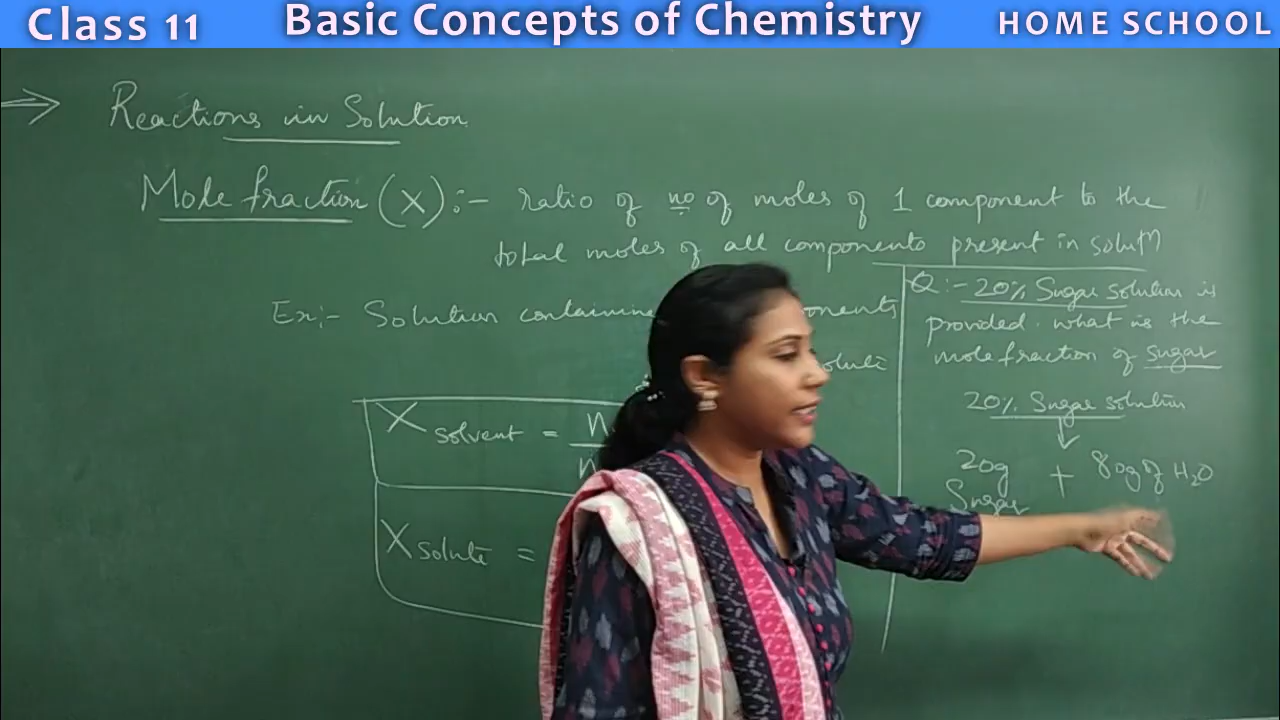 Class 11 Basic Concepts of Chemistry HOME SCHOOL
Reactions in Solution
Mole fraction (X) :- ratio of no of moles of 1 component to the
total moles of all components present in solutn
Ex:- Solution containing
Q:- 20% Sugar solution is
provided. what is the
mole fraction of sugar
20% Sugar solution
20g + 80g of H2O
Sugar
X solvent = n
n
X solute =